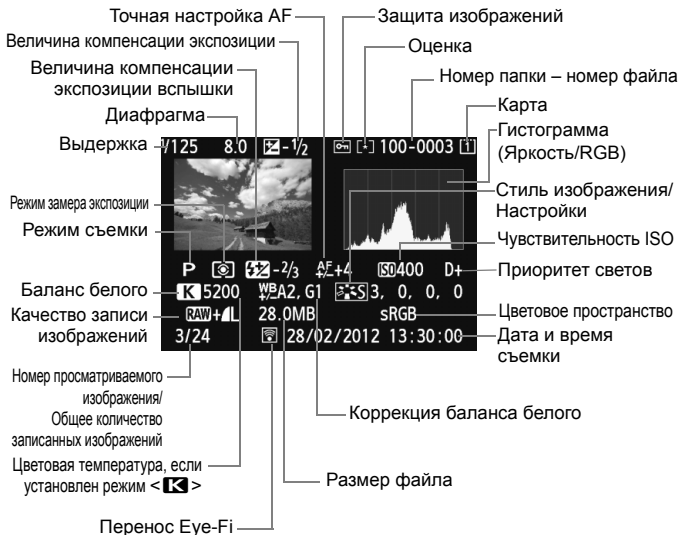 Точная настройка AF
Величина компенсации экспозиции
Величина компенсации
экспозиции вспышки
Диафрагма
Выдержка
Режим замера экспозиции
Режим съемки
Баланс белого
Качество записи
изображений
Номер просматриваемого
изображения/
Общее количество
записанных изображений
Цветовая температура, если
установлен режим < K >
Перенос Eye-Fi
Защита изображений
Оценка
Номер папки – номер файла
Карта
Гистограмма
(Яркость/RGB)
Стиль изображения/
Настройки
Чувствительность ISO
Приоритет светов
Цветовое пространство
Дата и время
съемки
Коррекция баланса белого
Размер файла
/125 8.0 -1/2 100-0003 1
P -2/3 AF+4 ISO400 D+
K 5200 WB A2, G1 S 3, 0, 0, 0
RAW+L 28.0MB sRGB
3/24 28/02/2012 13:30:00